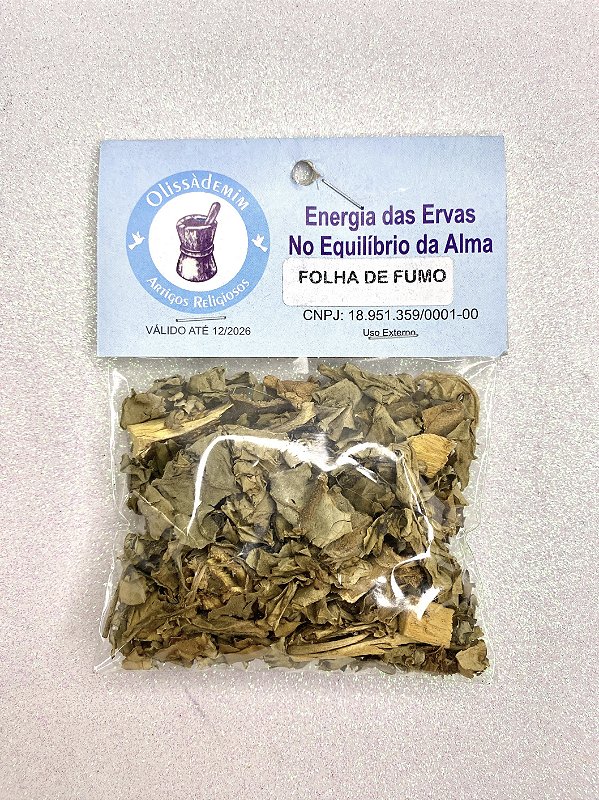 Olissàdemim
Artigos Religiosos
VÁLIDO ATÉ 12/2026
Energia das Ervas
No Equilíbrio da Alma
FOLHA DE FUMO
CNPJ: 18.951.359/0001-00
Uso Externo.